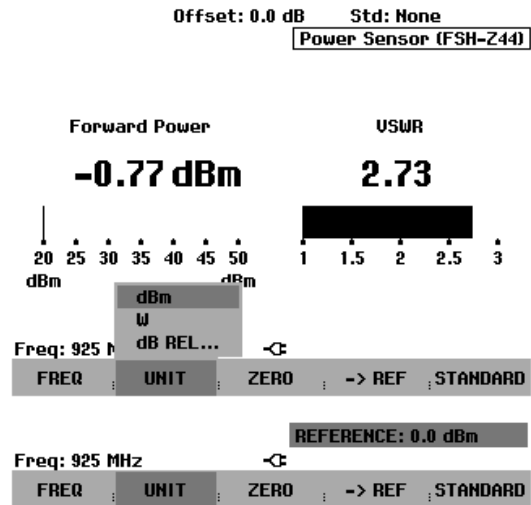 Offset: 0.0 dB Std: None
Power Sensor (FSH-Z44)
Forward Power VSWR
-0.77 dBm 2.73
20 25 30 35 40 45 50 1 1.5 2 2.5 3
dBm dBm
dBm
W
dB REL...
Freq: 925
FREQ UNIT ZERO -> REF STANDARD
REFERENCE: 0.0 dBm
Freq: 925 MHz
FREQ UNIT ZERO -> REF STANDARD